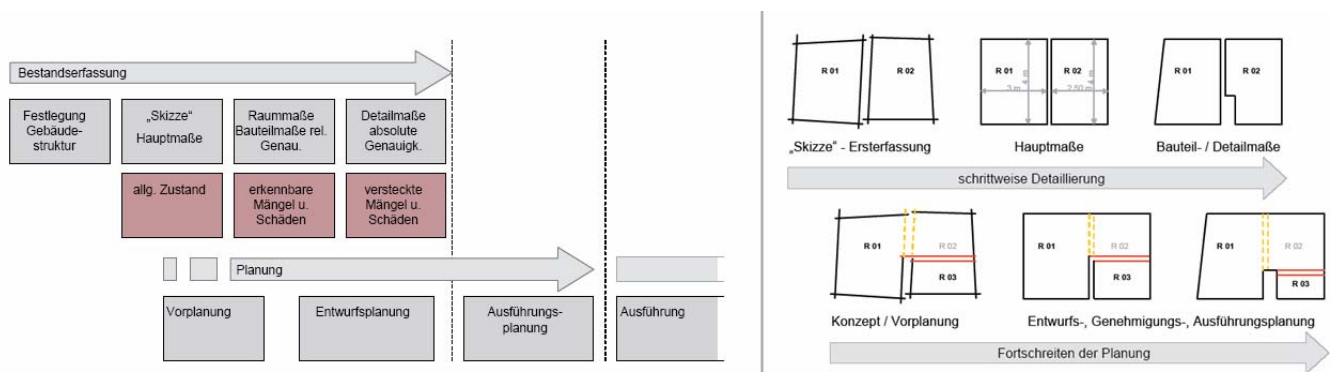 Bestandserfassung
Festlegung
Gebäude-
struktur
„Skizze“
Hauptmaße
Raummaße
Bauteilmaße rel.
Genau.
Detailmaße
absolute
Genauigk.
allg. Zustand
erkennbare
Mängel u.
Schäden
versteckte
Mängel u.
Schäden
Planung
Vorplanung
Entwurfsplanung
Ausführungs-
planung
Ausführung
R 01
R 02
R 01
R 02
3 m
4 m
2.50 m
4 m
R 01
R 02
„Skizze“ - Ersterfassung
Hauptmaße
Bauteil- / Detailmaße
schrittweise Detaillierung
R 01
R 02
R 03
R 01
R 02
R 03
R 01
R 02
R 03
Konzept / Vorplanung
Entwurfs-, Genehmigungs-, Ausführungsplanung
Fortschreiten der Planung